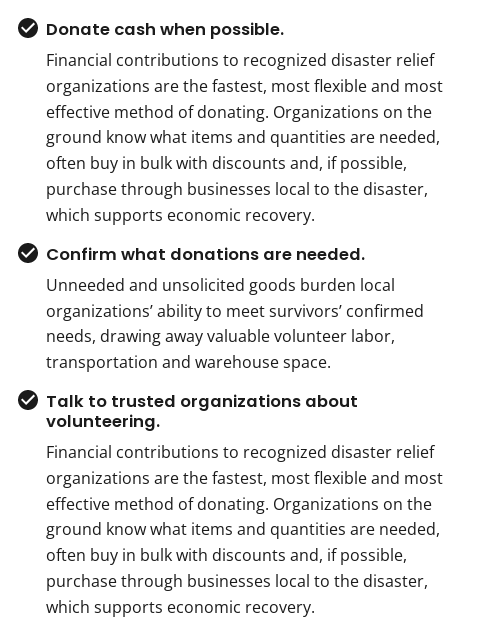 Donate cash when possible.
Financial contributions to recognized disaster relief
organizations are the fastest, most flexible and most
effective method of donating. Organizations on the
ground know what items and quantities are needed,
often buy in bulk with discounts and, if possible,
purchase through businesses local to the disaster,
which supports economic recovery.
Confirm what donations are needed.
Unneeded and unsolicited goods burden local
organizations’ ability to meet survivors’ confirmed
needs, drawing away valuable volunteer labor,
transportation and warehouse space.
Talk to trusted organizations about
volunteering.
Financial contributions to recognized disaster relief
organizations are the fastest, most flexible and most
effective method of donating. Organizations on the
ground know what items and quantities are needed,
often buy in bulk with discounts and, if possible,
purchase through businesses local to the disaster,
which supports economic recovery.